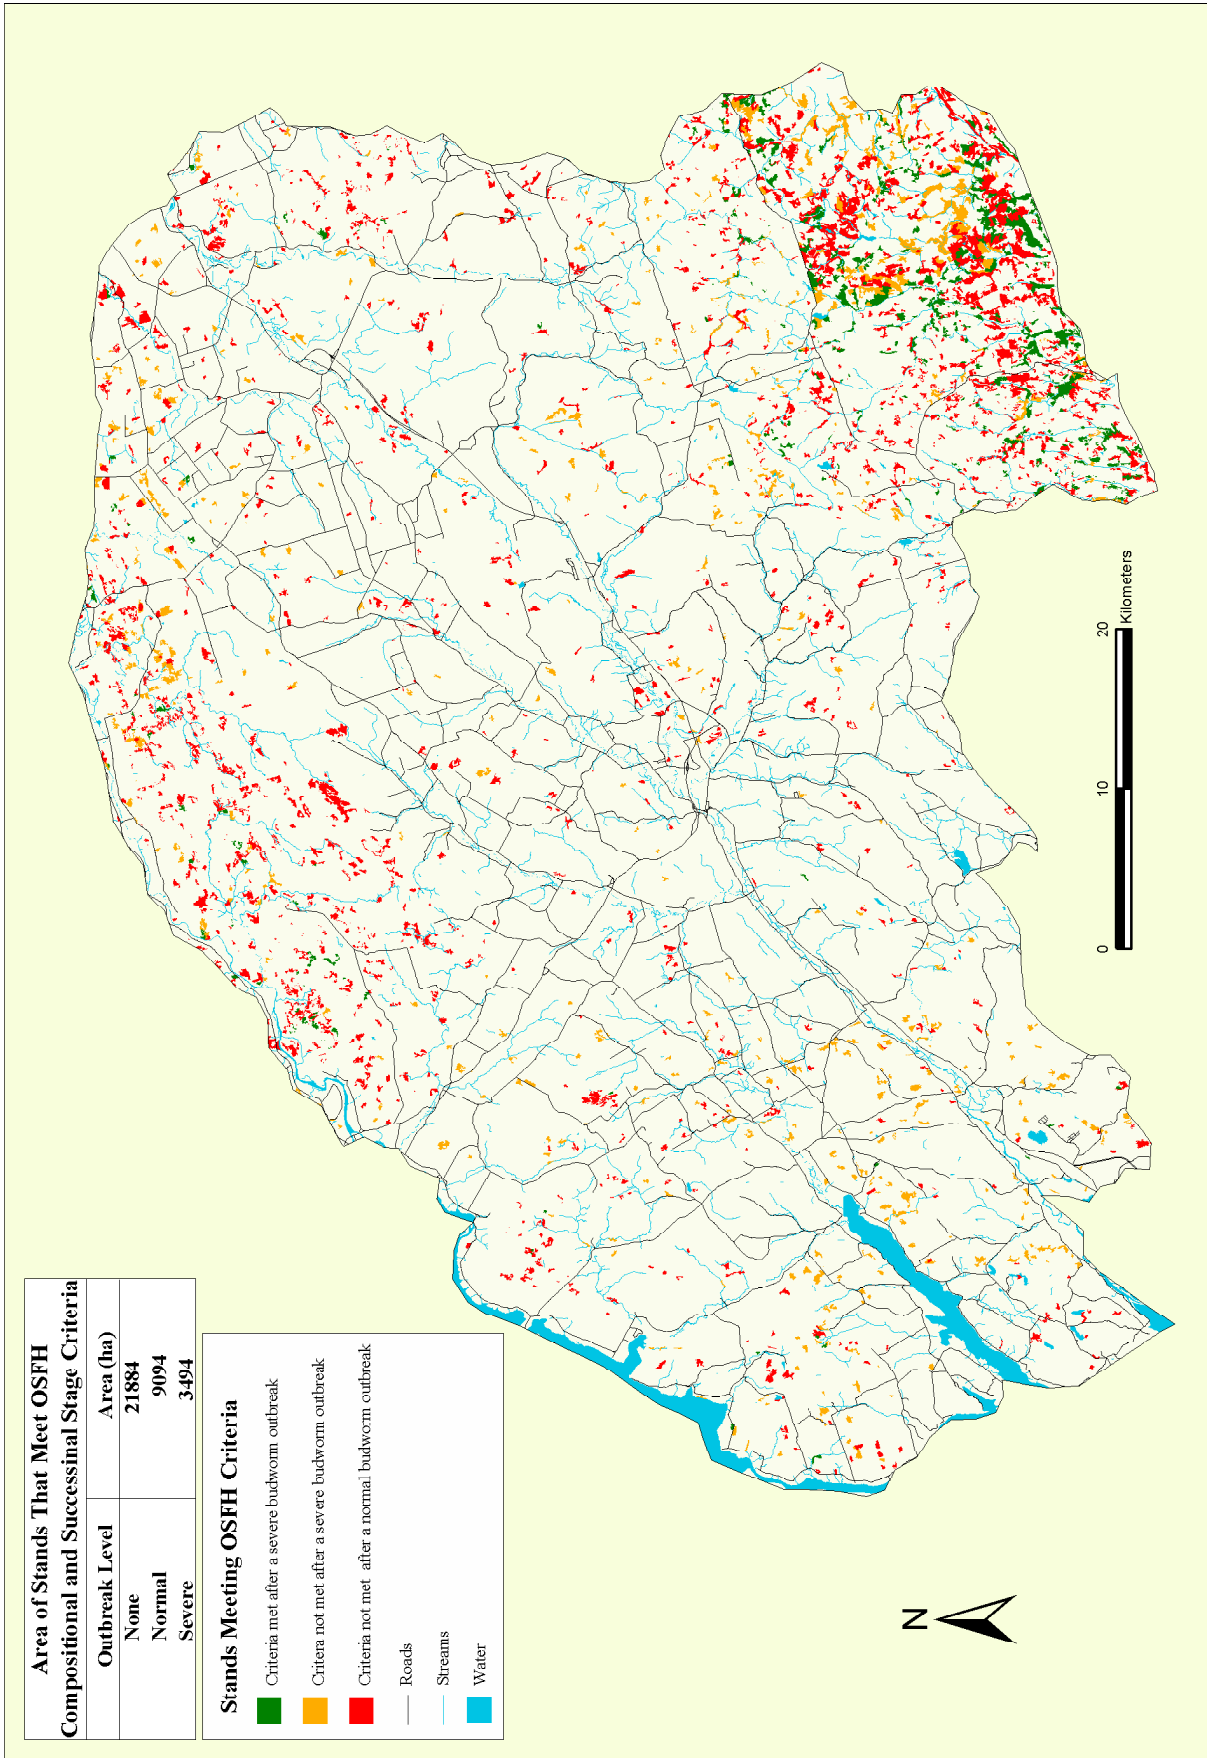 Area of Stands That Meet OSFH
Compositional and Successinal Stage Criteria
Outbreak Level Area (ha)
None 21884
Normal 9094
Severe 3494
Stands Meeting OSFH Criteria
Criteria met after a severe budworm outbreak
Critera not met after a severe budworm outbreak
Criteria not met after a normal budworm outbreak
Roads
Streams
Water
N
0 10 20
Kilometers